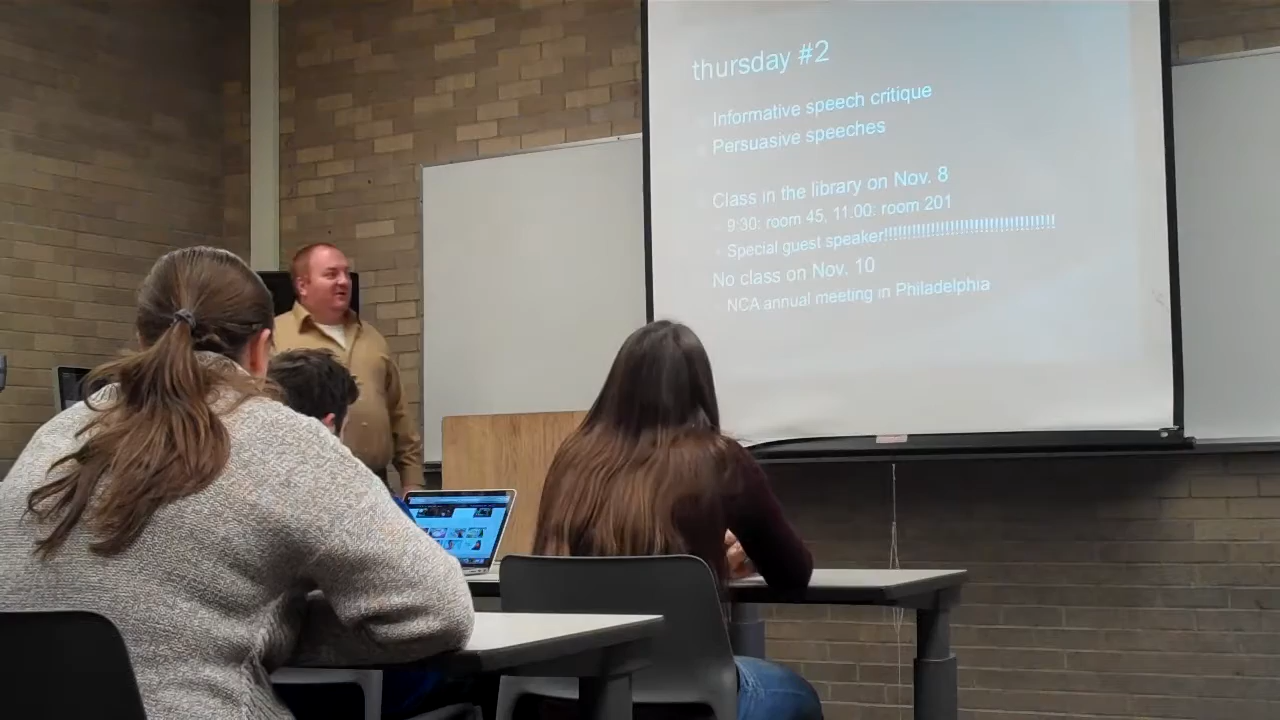 thursday #2
Informative speech critique
Persuasive speeches
Class in the library on Nov. 8
9:30: room 45, 11:00: room 201
Special guest speaker!!!!!!!!!!!!!!!!!!!!!!!!!!!!!!!!!!!
No class on Nov. 10
NCA annual meeting in Philadelphia